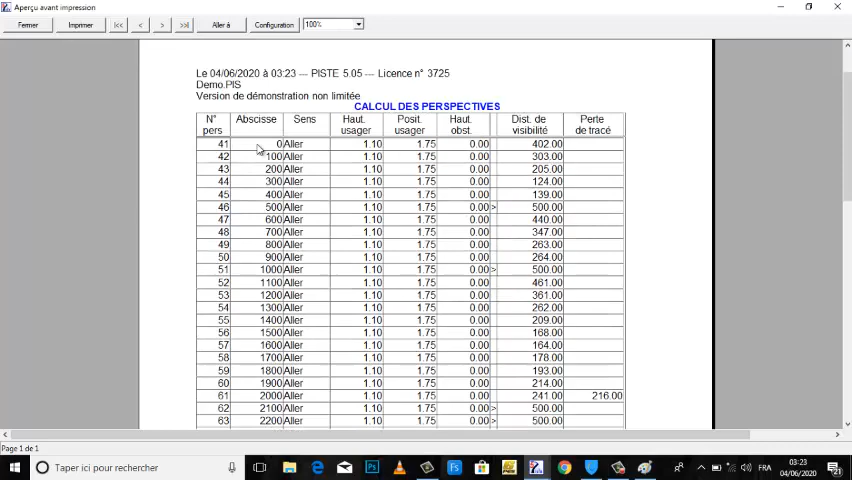 Aperçu avant impression
Fermer Imprimer |<< < > >>| Aller à Configuration 100%
Le 04/06/2020 à 03:23 --- PISTE 5.05 --- Licence n° 3725
Demo.PIS
Version de démonstration non limitée
CALCUL DES PERSPECTIVES
N° pers Abscisse Sens Haut. usager Posit. usager Haut. obst. Dist. de visibilité Perte de tracé
41 0 Aller 1.10 1.75 0.00 402.00
42 100 Aller 1.10 1.75 0.00 303.00
43 200 Aller 1.10 1.75 0.00 205.00
44 300 Aller 1.10 1.75 0.00 124.00
45 400 Aller 1.10 1.75 0.00 139.00
46 500 Aller 1.10 1.75 0.00 > 500.00
47 600 Aller 1.10 1.75 0.00 440.00
48 700 Aller 1.10 1.75 0.00 347.00
49 800 Aller 1.10 1.75 0.00 263.00
50 900 Aller 1.10 1.75 0.00 264.00
51 1000 Aller 1.10 1.75 0.00 > 500.00
52 1100 Aller 1.10 1.75 0.00 461.00
53 1200 Aller 1.10 1.75 0.00 361.00
54 1300 Aller 1.10 1.75 0.00 262.00
55 1400 Aller 1.10 1.75 0.00 209.00
56 1500 Aller 1.10 1.75 0.00 168.00
57 1600 Aller 1.10 1.75 0.00 164.00
58 1700 Aller 1.10 1.75 0.00 178.00
59 1800 Aller 1.10 1.75 0.00 193.00
60 1900 Aller 1.10 1.75 0.00 214.00
61 2000 Aller 1.10 1.75 0.00 241.00 216.00
62 2100 Aller 1.10 1.75 0.00 > 500.00
63 2200 Aller 1.10 1.75 0.00 > 500.00
Page 1 de 1
Taper ici pour rechercher
Ps
FS
FRA
03:23
04/06/2020
21